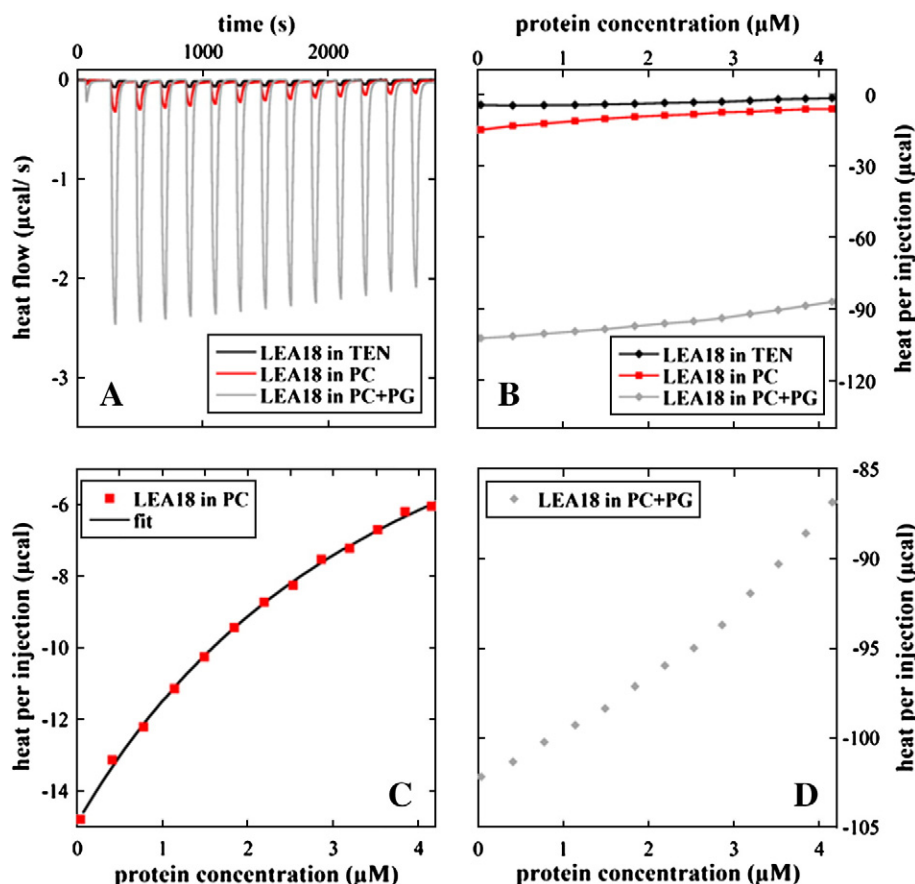 time (s)
0 1000 2000
0
-1
-2
-3
heat flow (µcal/ s)
LEA18 in TEN
LEA18 in PC
LEA18 in PC+PG
A
protein concentration (µM)
0 1 2 3 4
0
-30
-60
-90
-120
heat per injection (µcal)
LEA18 in TEN
LEA18 in PC
LEA18 in PC+PG
B
LEA18 in PC
fit
-6
-8
-10
-12
-14
heat per injection (µcal)
C
0 1 2 3 4
protein concentration (µM)
LEA18 in PC+PG
-85
-90
-95
-100
-105
heat per injection (µcal)
D
0 1 2 3 4
protein concentration (µM)